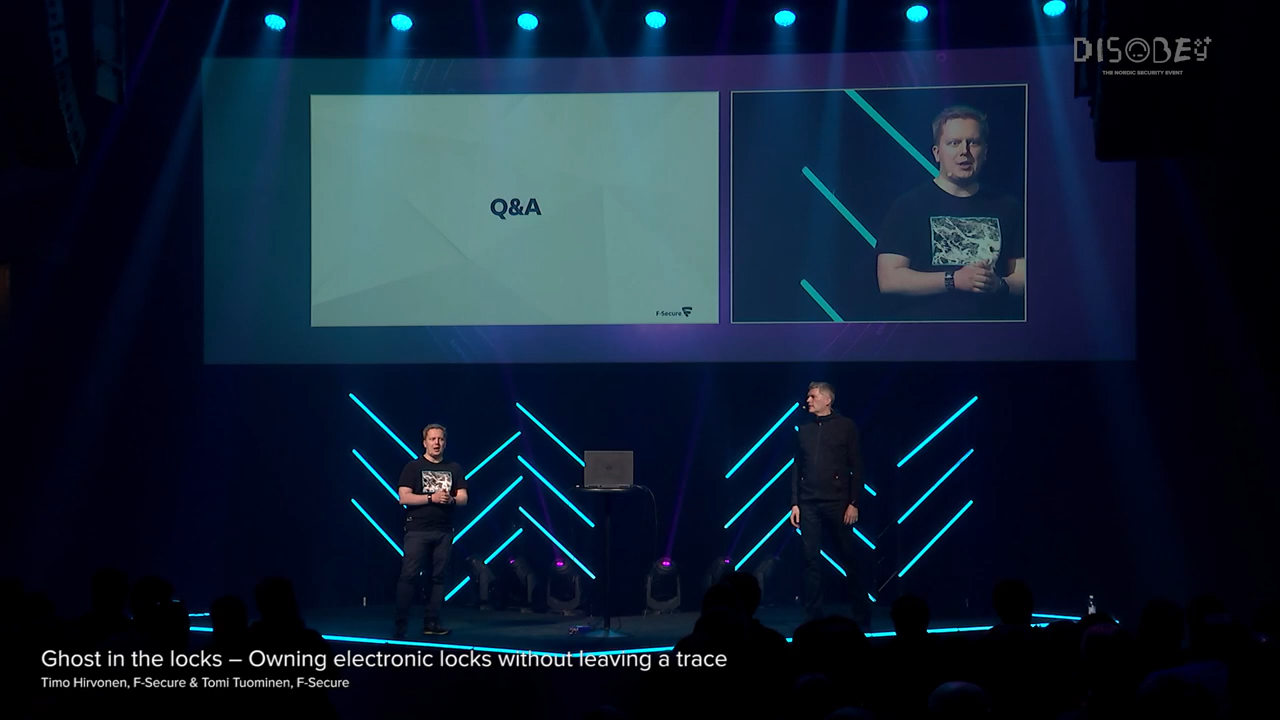 DISOBEY
THE NORDIC SECURITY EVENT
Q&A
F-Secure
Ghost in the locks – Owning electronic locks without leaving a trace
Timo Hirvonen, F-Secure & Tomi Tuominen, F-Secure